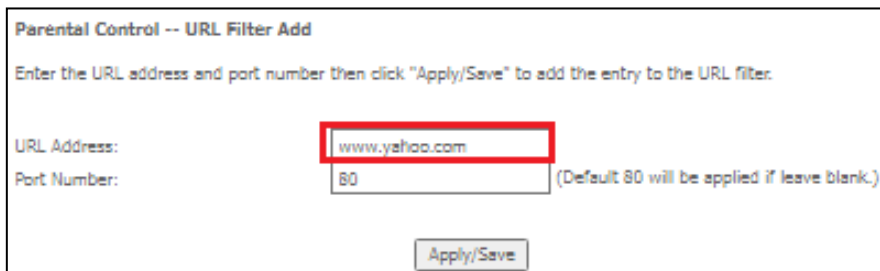 Parental Control -- URL Filter Add
Enter the URL address and port number then click "Apply/Save" to add the entry to the URL filter.
URL Address: www.yahoo.com
Port Number: 80 (Default 80 will be applied if leave blank.)
Apply/Save